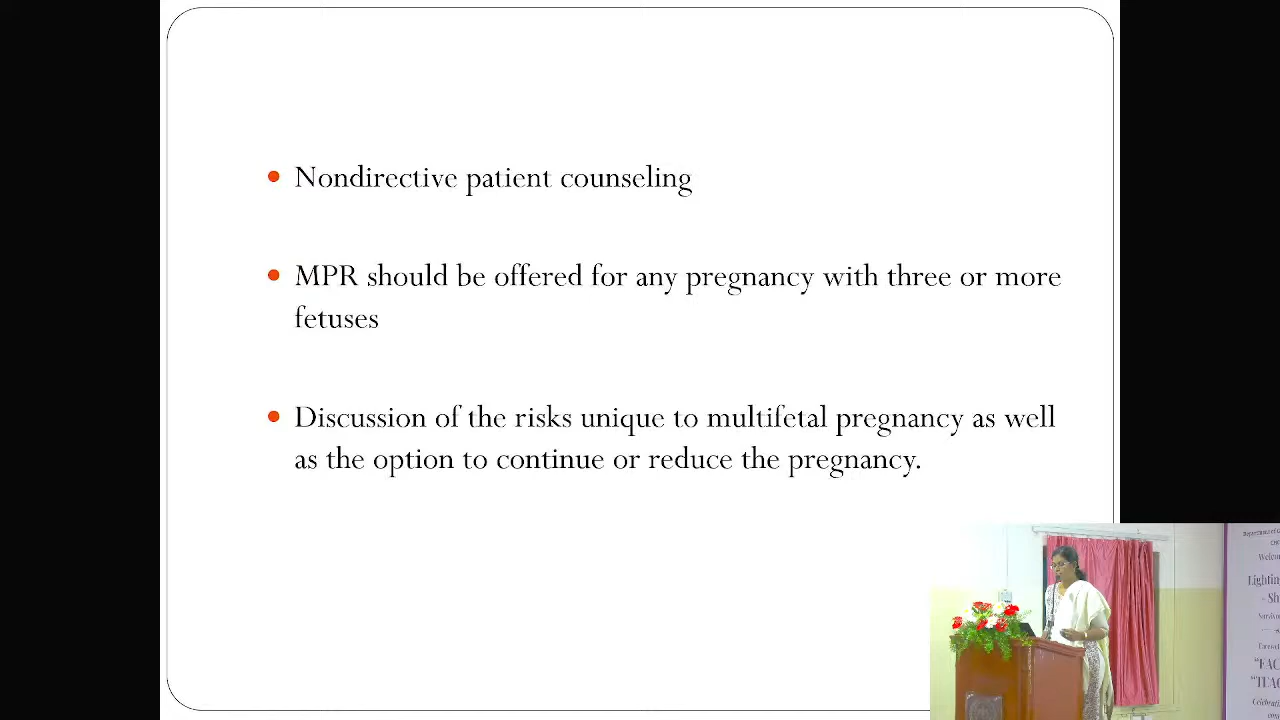 Nondirective patient counseling
MPR should be offered for any pregnancy with three or more
fetuses
Discussion of the risks unique to multifetal pregnancy as well
as the option to continue or reduce the pregnancy.
Lighting